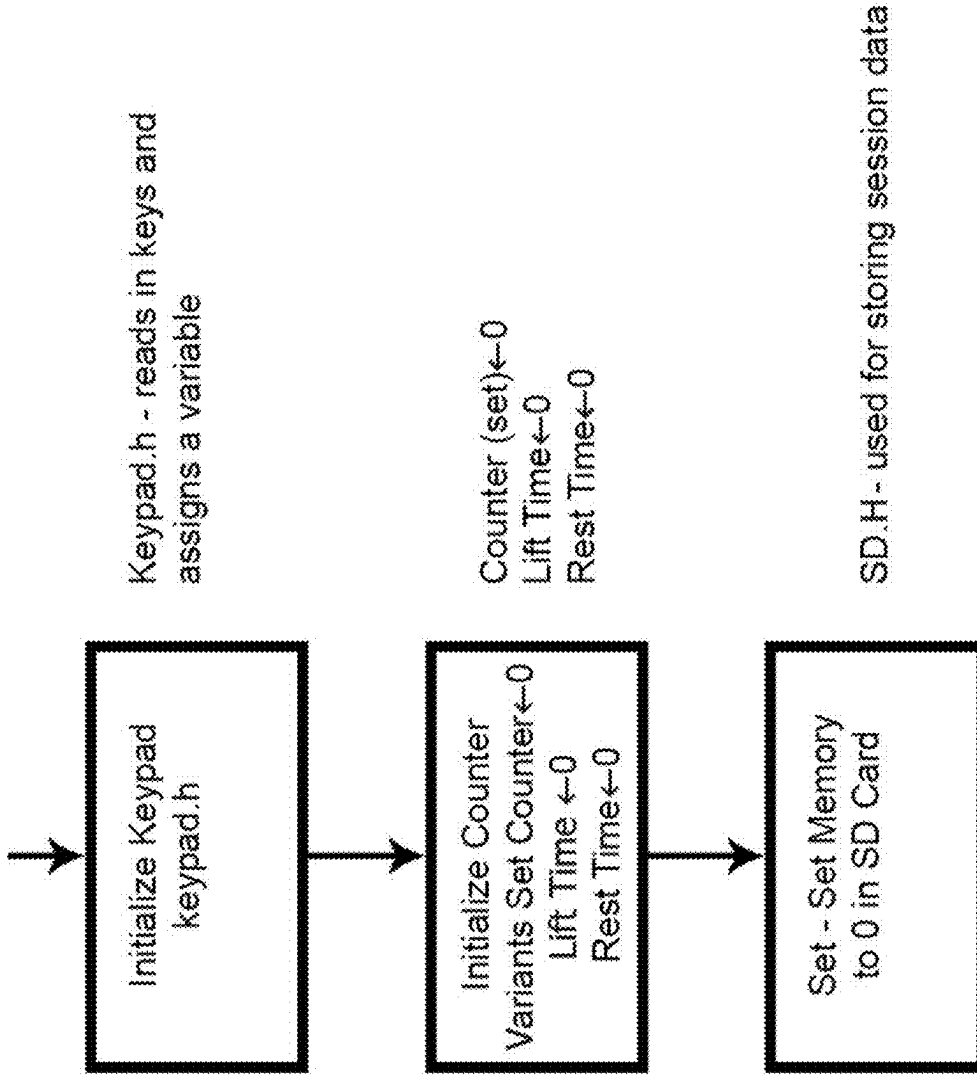 Initialize Keypad
keypad.h
Keypad.h - reads in keys and
assigns a variable
Initialize Counter
Variants Set Counter←0
Lift Time ←0
Rest Time←0
Counter (set)←0
Lift Time←0
Rest Time←0
Set - Set Memory
to 0 in SD Card
SD.H - used for storing session data